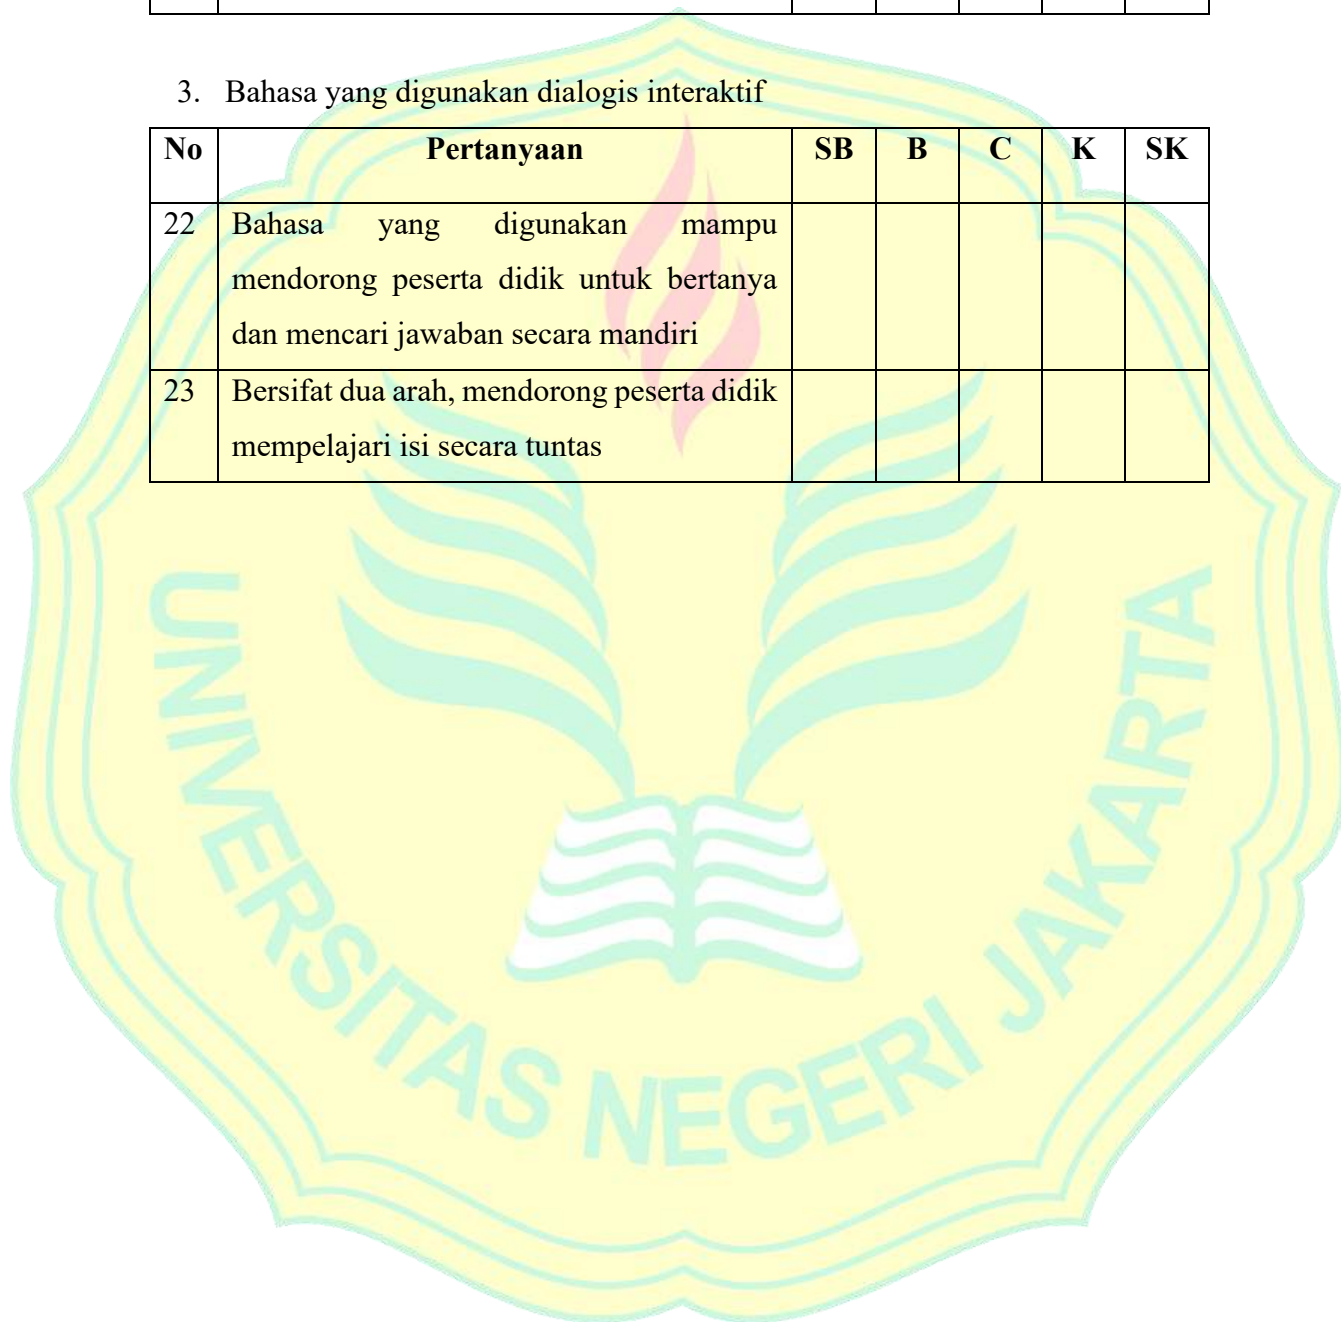 3. Bahasa yang digunakan dialogis interaktif
No Pertanyaan SB B C K SK
22 Bahasa yang digunakan mampu
mendorong peserta didik untuk bertanya
dan mencari jawaban secara mandiri
23 Bersifat dua arah, mendorong peserta didik
mempelajari isi secara tuntas
UNIVERSITAS NEGERI JAKARTA